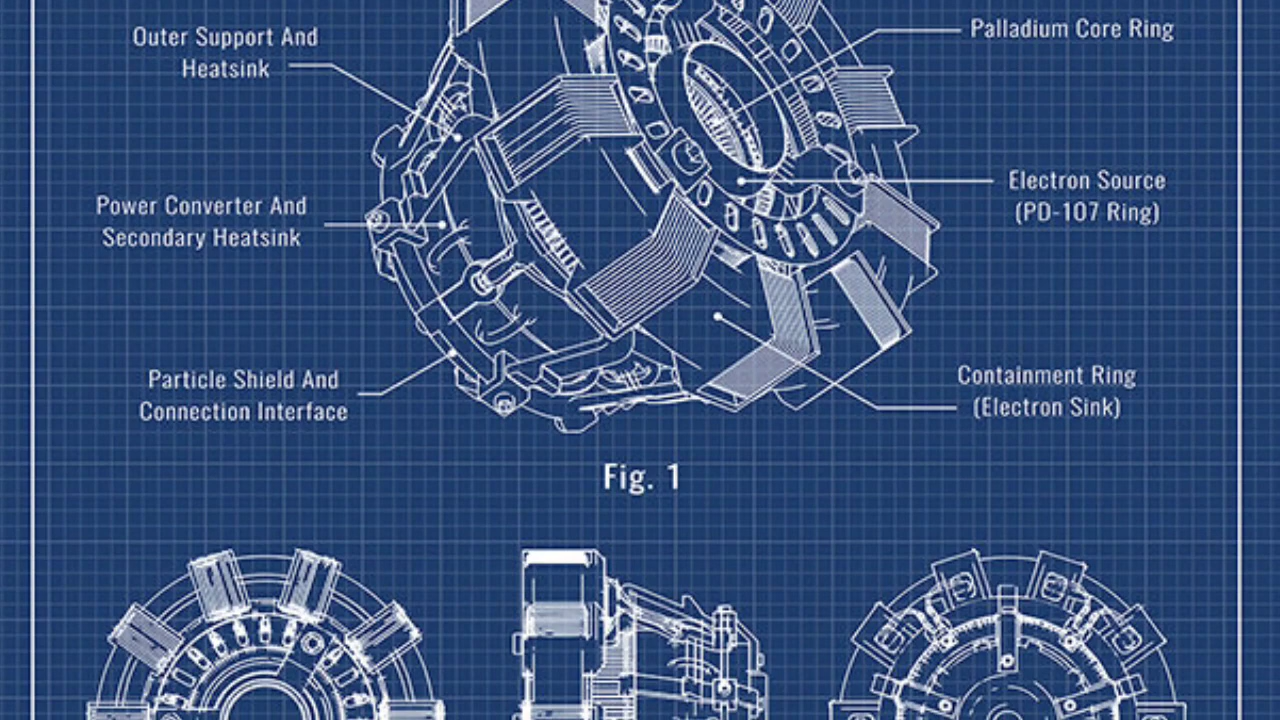 Outer Support And
Heatsink
Palladium Core Ring
Power Converter And
Secondary Heatsink
Electron Source
(PD-107 Ring)
Particle Shield And
Connection Interface
Containment Ring
(Electron Sink)
Fig. 1